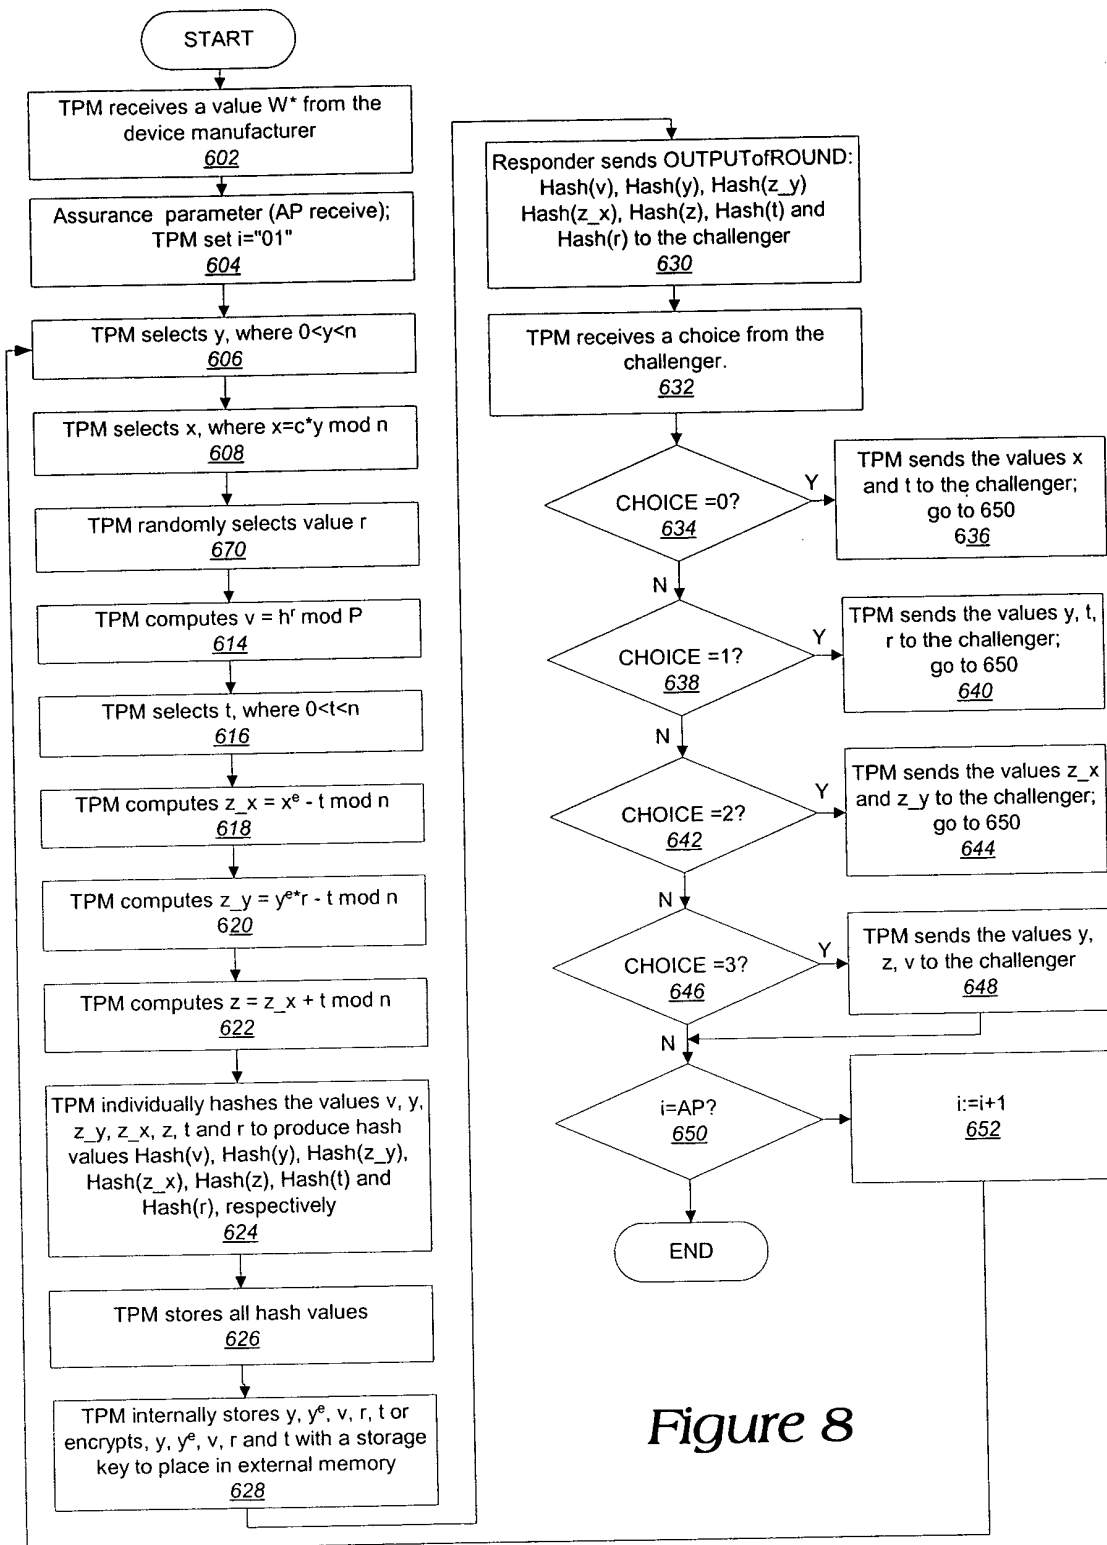 START
TPM receives a value W* from the
device manufacturer
602
Assurance parameter (AP receive);
TPM set i="01"
604
TPM selects y, where 0<y<n
606
TPM selects x, where x=c*y mod n
608
TPM randomly selects value r
670
TPM computes v = hʳ mod P
614
TPM selects t, where 0<t<n
616
TPM computes z_x = xᵉ - t mod n
618
TPM computes z_y = yᵉ*r - t mod n
620
TPM computes z = z_x + t mod n
622
TPM individually hashes the values v, y,
z_y, z_x, z, t and r to produce hash
values Hash(v), Hash(y), Hash(z_y),
Hash(z_x), Hash(z), Hash(t) and
Hash(r), respectively
624
TPM stores all hash values
626
TPM internally stores y, yᵉ, v, r, t or
encrypts, y, yᵉ, v, r and t with a storage
key to place in external memory
628
Responder sends OUTPUTofROUND:
Hash(v), Hash(y), Hash(z_y)
Hash(z_x), Hash(z), Hash(t) and
Hash(r) to the challenger
630
TPM receives a choice from the
challenger.
632
CHOICE =0?
634
Y
TPM sends the values x
and t to the challenger;
go to 650
636
N
CHOICE =1?
638
Y
TPM sends the values y, t,
r to the challenger;
go to 650
640
N
CHOICE =2?
642
Y
TPM sends the values z_x
and z_y to the challenger;
go to 650
644
N
CHOICE =3?
646
Y
TPM sends the values y,
z, v to the challenger
648
N
i=AP?
650
i:=i+1
652
END
Figure 8